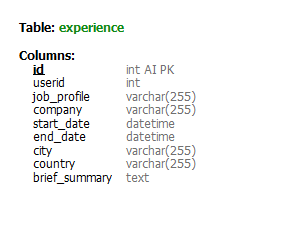 Table: experience
Columns:
id int AI PK
userid int
job_profile varchar(255)
company varchar(255)
start_date datetime
end_date datetime
city varchar(255)
country varchar(255)
brief_summary text